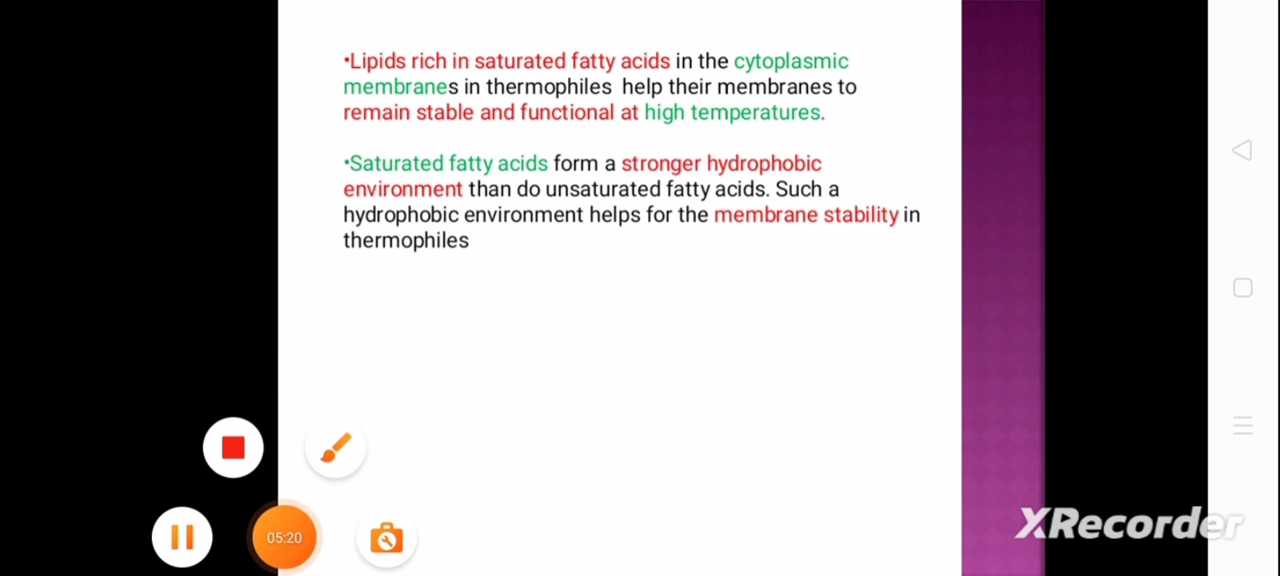 •Lipids rich in saturated fatty acids in the cytoplasmic
membranes in thermophiles help their membranes to
remain stable and functional at high temperatures.
•Saturated fatty acids form a stronger hydrophobic
environment than do unsaturated fatty acids. Such a
hydrophobic environment helps for the membrane stability in
thermophiles
05:20
XRecorder